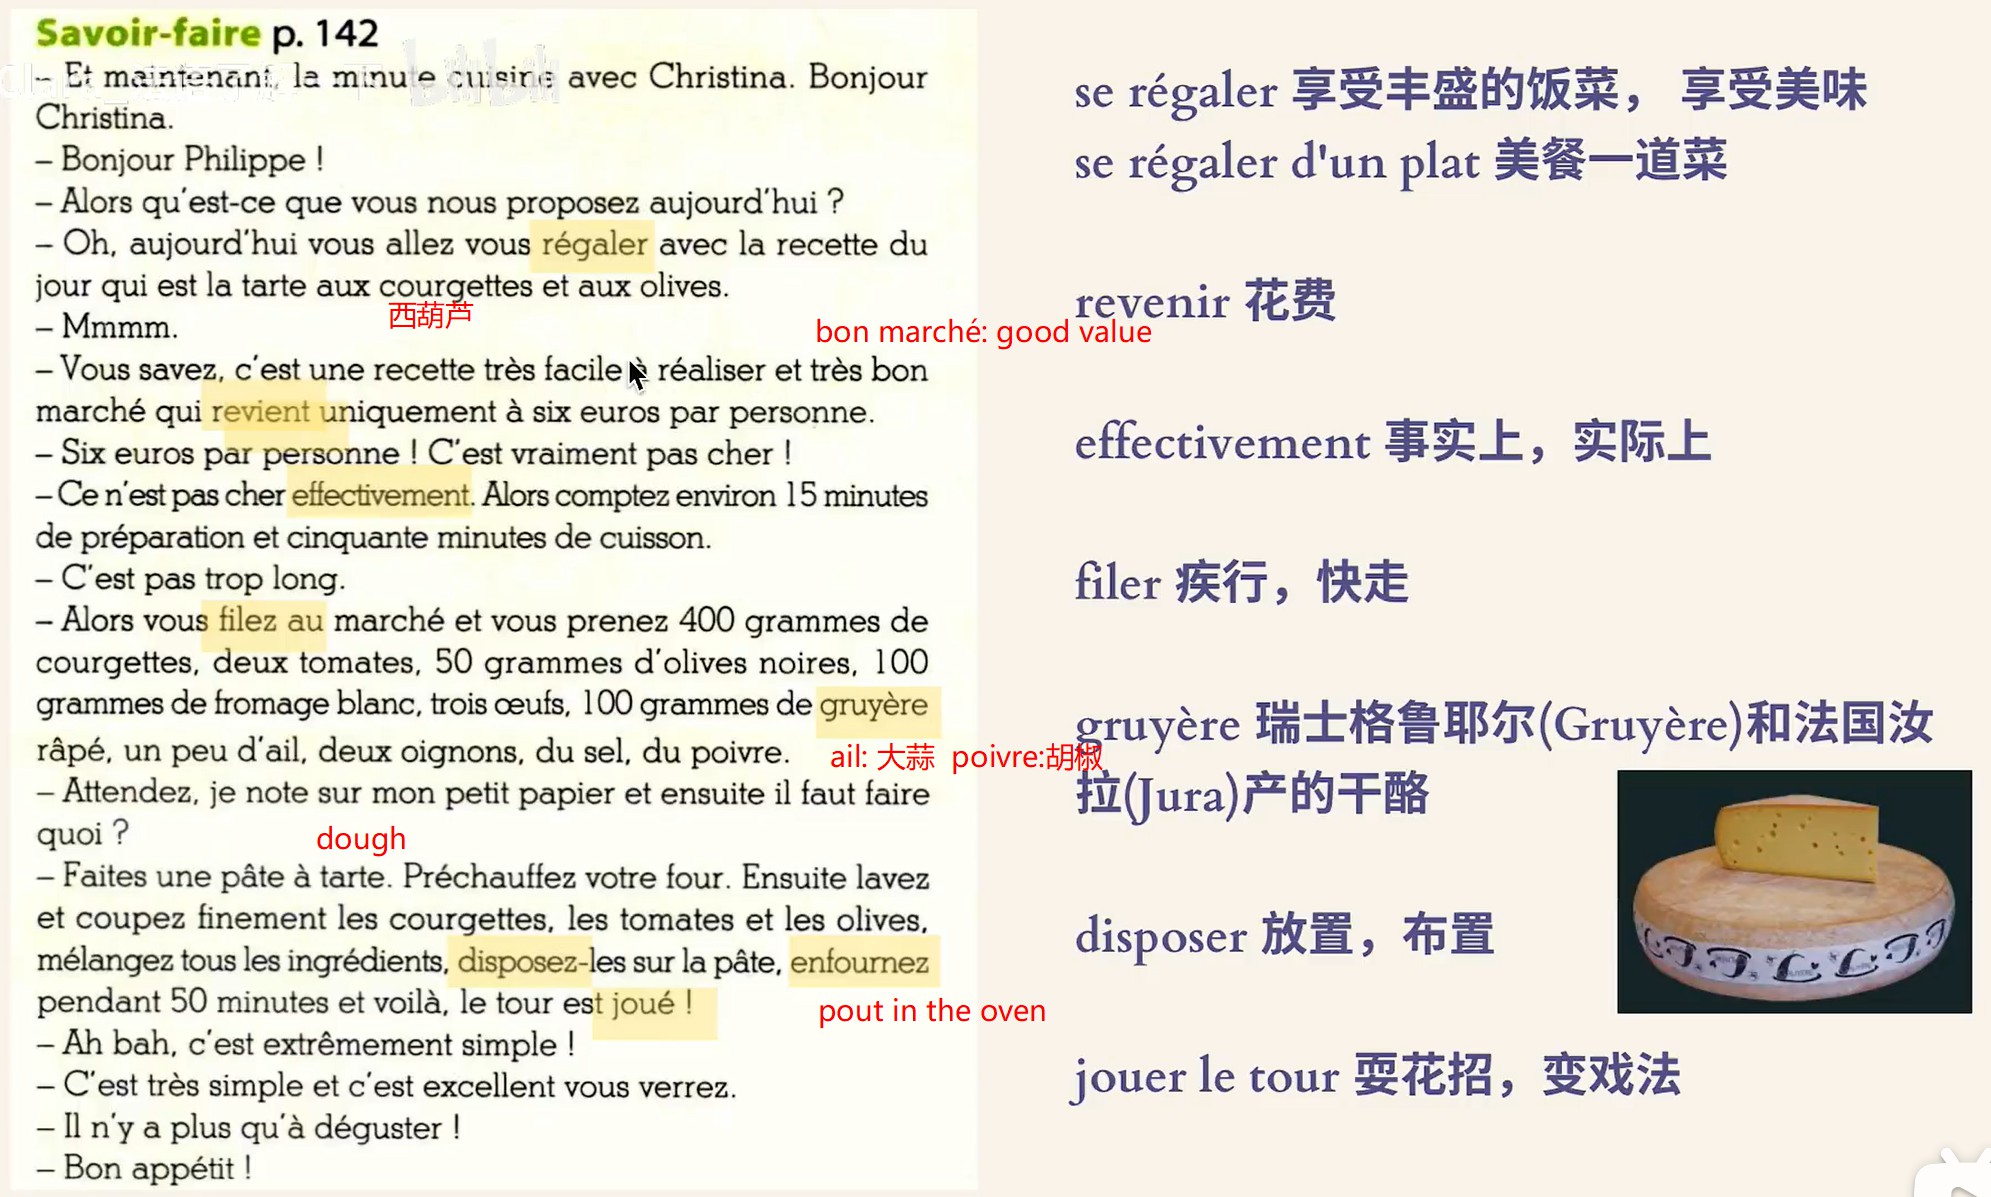 Savoir-faire p. 142
– Et maintenant, la minute cuisine avec Christina. Bonjour
Christina.
– Bonjour Philippe !
– Alors qu'est-ce que vous nous proposez aujourd'hui ?
– Oh, aujourd'hui vous allez vous régaler avec la recette du
jour qui est la tarte aux courgettes et aux olives.
西葫芦
– Mmmm.
bon marché: good value
– Vous savez, c'est une recette très facile à réaliser et très bon
marché qui revient uniquement à six euros par personne.
– Six euros par personne ! C'est vraiment pas cher !
– Ce n'est pas cher effectivement. Alors comptez environ 15 minutes
de préparation et cinquante minutes de cuisson.
– C'est pas trop long.
– Alors vous filez au marché et vous prenez 400 grammes de
courgettes, deux tomates, 50 grammes d'olives noires, 100
grammes de fromage blanc, trois œufs, 100 grammes de gruyère
râpé, un peu d'ail, deux oignons, du sel, du poivre.
ail: 大蒜 poivre:胡椒
– Attendez, je note sur mon petit papier et ensuite il faut faire
quoi ?
dough
– Faites une pâte à tarte. Préchauffez votre four. Ensuite lavez
et coupez finement les courgettes, les tomates et les olives,
mélangez tous les ingrédients, disposez-les sur la pâte, enfournez
pendant 50 minutes et voilà, le tour est joué !
pout in the oven
– Ah bah, c'est extrêmement simple !
– C'est très simple et c'est excellent vous verrez.
– Il n'y a plus qu'à déguster !
– Bon appétit !
se régaler 享受丰盛的饭菜， 享受美味
se régaler d'un plat 美餐一道菜
revenir 花费
effectivement 事实上，实际上
filer 疾行，快走
gruyère 瑞士格鲁耶尔(Gruyère)和法国汝
拉(Jura)产的干酪
disposer 放置，布置
jouer le tour 耍花招，变戏法
bilibili